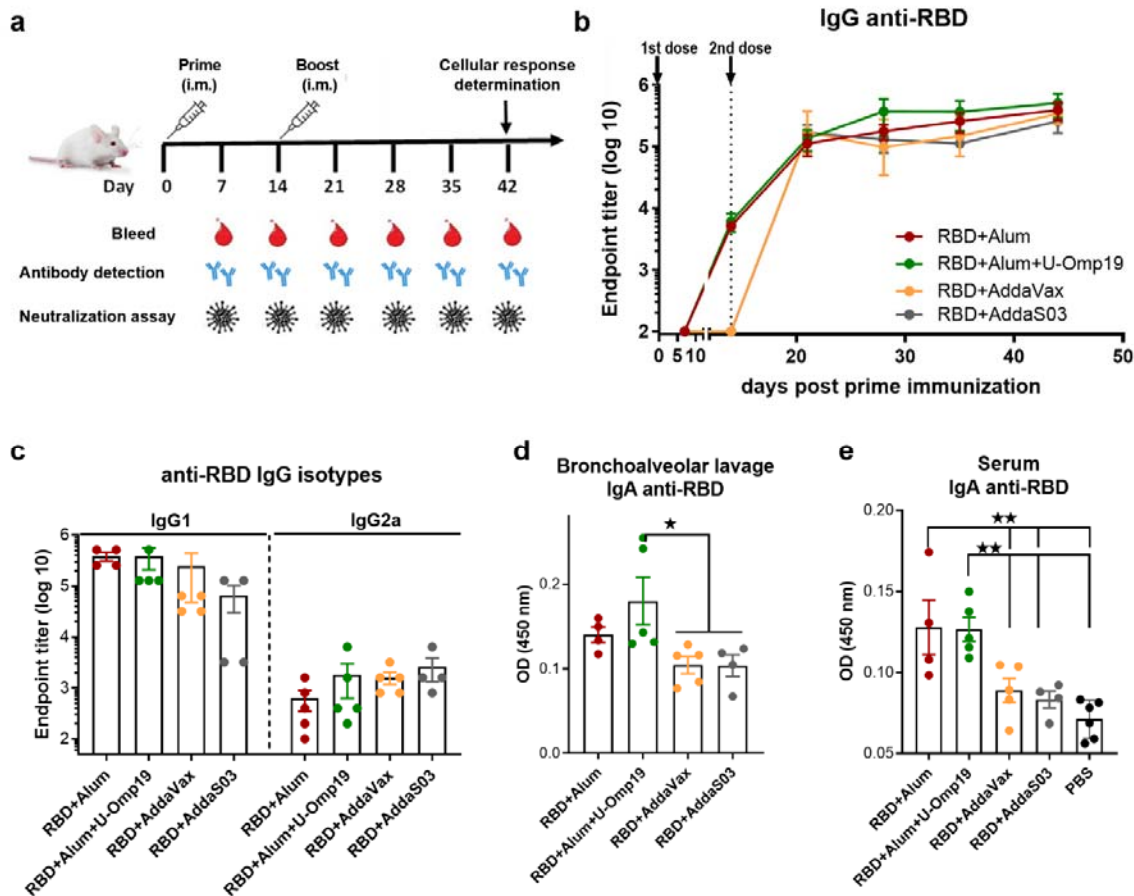 a
Prime
(i.m.)
Boost
(i.m.)
Cellular response
determination
Day
0
7
14
21
28
35
42
Bleed
Antibody detection
Neutralization assay
b
IgG anti-RBD
1st dose
2nd dose
Endpoint titer (log 10)
6
5
4
3
2
0
5
10
20
30
40
50
days post prime immunization
RBD+Alum
RBD+Alum+U-Omp19
RBD+AddaVax
RBD+AddaS03
c
anti-RBD IgG isotypes
IgG1
IgG2a
Endpoint titer (log 10)
6
5
4
3
2
RBD+Alum
RBD+Alum+U-Omp19
RBD+AddaVax
RBD+AddaS03
RBD+Alum
RBD+Alum+U-Omp19
RBD+AddaVax
RBD+AddaS03
d
Bronchoalveolar lavage
IgA anti-RBD
★
OD (450 nm)
0.2
0.1
0.0
RBD+Alum
RBD+Alum+U-Omp19
RBD+AddaVax
RBD+AddaS03
e
Serum
IgA anti-RBD
★★
★★
OD (450 nm)
0.20
0.15
0.10
0.05
RBD+Alum
RBD+Alum+U-Omp19
RBD+AddaVax
RBD+AddaS03
PBS